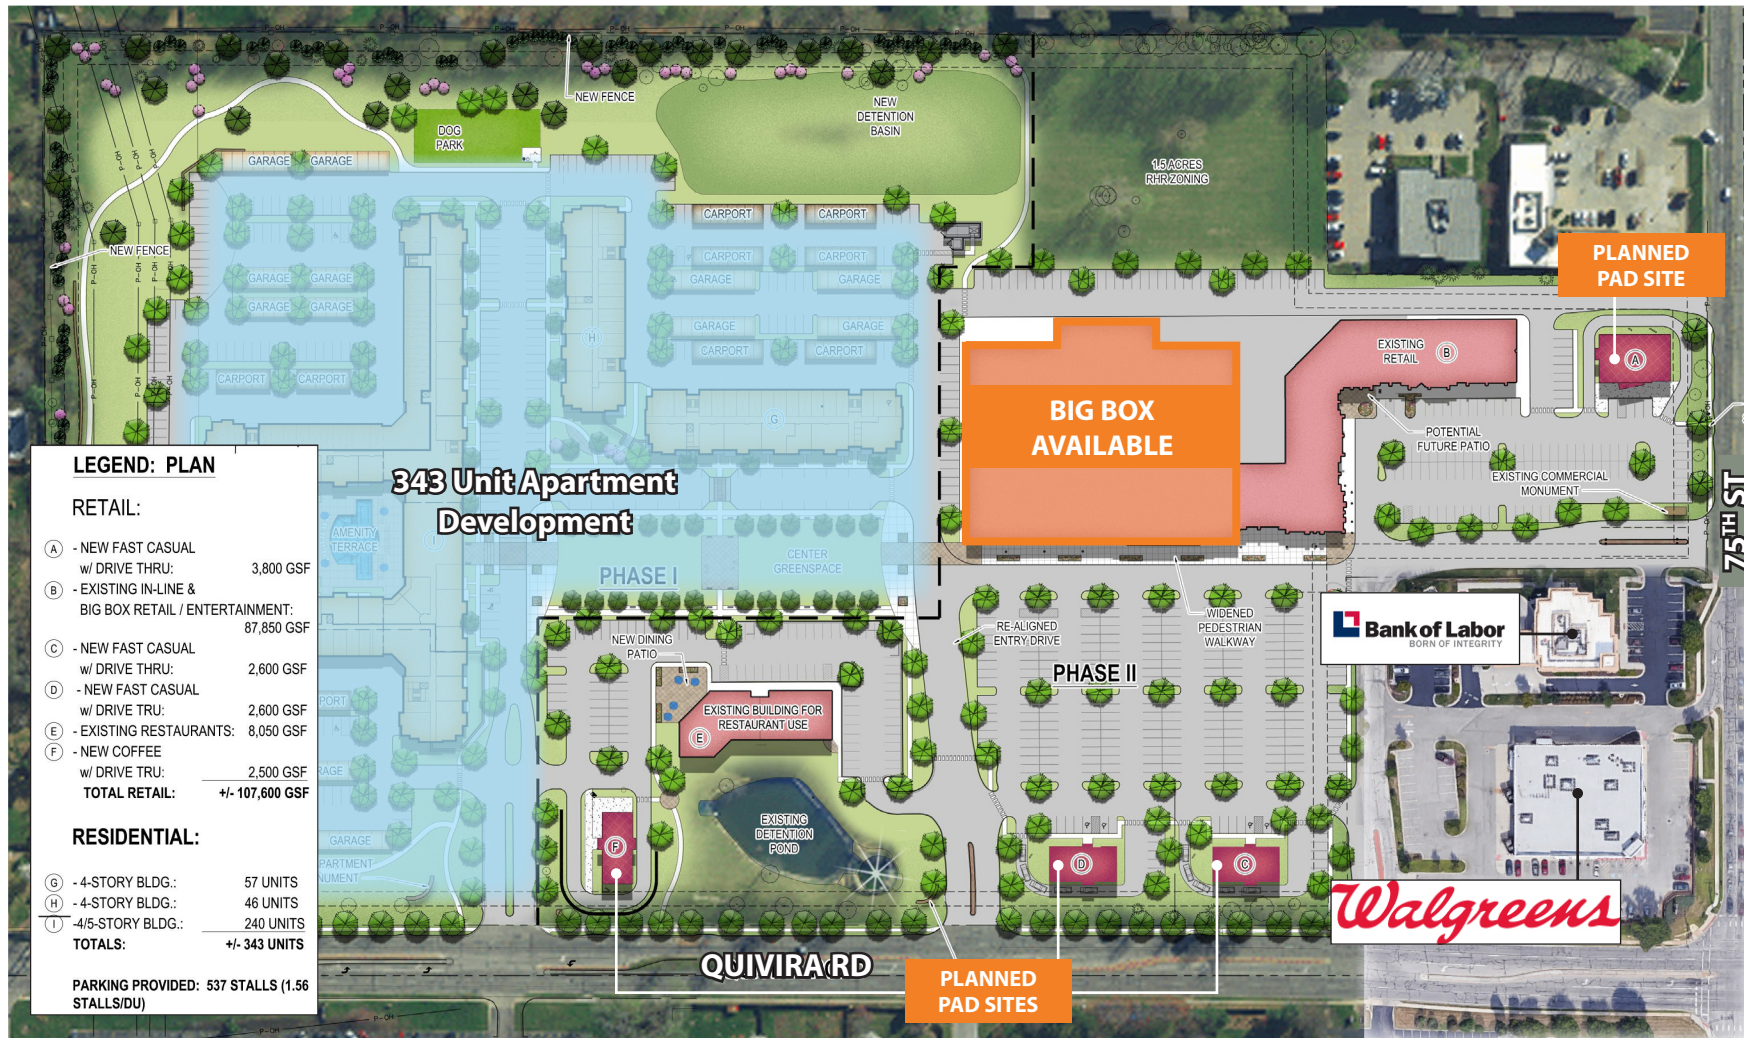 NEW FENCE
DOG
PARK
NEW
DETENTION
BASIN
1.5 ACRES
RHR ZONING
GARAGE
GARAGE
CARPORT
CARPORT
NEW FENCE
CARPORT
CARPORT
GARAGE
GARAGE
GARAGE
GARAGE
GARAGE
GARAGE
GARAGE
GARAGE
CARPORT
CARPORT
CARPORT
CARPORT
H
G
I
PLANNED
PAD SITE
A
EXISTING
RETAIL
B
BIG BOX
AVAILABLE
POTENTIAL
FUTURE PATIO
EXISTING COMMERCIAL
MONUMENT
75TH ST
343 Unit Apartment
Development
AMENITY
TERRACE
PHASE I
CENTER
GREENSPACE
LEGEND: PLAN
RETAIL:
A - NEW FAST CASUAL
w/ DRIVE THRU: 3,800 GSF
B - EXISTING IN-LINE &
BIG BOX RETAIL / ENTERTAINMENT:
87,850 GSF
C - NEW FAST CASUAL
w/ DRIVE THRU: 2,600 GSF
D - NEW FAST CASUAL
w/ DRIVE TRU: 2,600 GSF
E - EXISTING RESTAURANTS: 8,050 GSF
F - NEW COFFEE
w/ DRIVE TRU: 2,500 GSF
TOTAL RETAIL: +/- 107,600 GSF
RESIDENTIAL:
G - 4-STORY BLDG.: 57 UNITS
H - 4-STORY BLDG.: 46 UNITS
I -4/5-STORY BLDG.: 240 UNITS
TOTALS: +/- 343 UNITS
PARKING PROVIDED: 537 STALLS (1.56
STALLS/DU)
NEW DINING
PATIO
RE-ALIGNED
ENTRY DRIVE
WIDENED
PEDESTRIAN
WALKWAY
PHASE II
Bank of Labor
BORN OF INTEGRITY
EXISTING BUILDING FOR
RESTAURANT USE
E
EXISTING
DETENTION
POND
GARAGE
F
D
C
Walgreens
QUIVIRA RD
PLANNED
PAD SITES